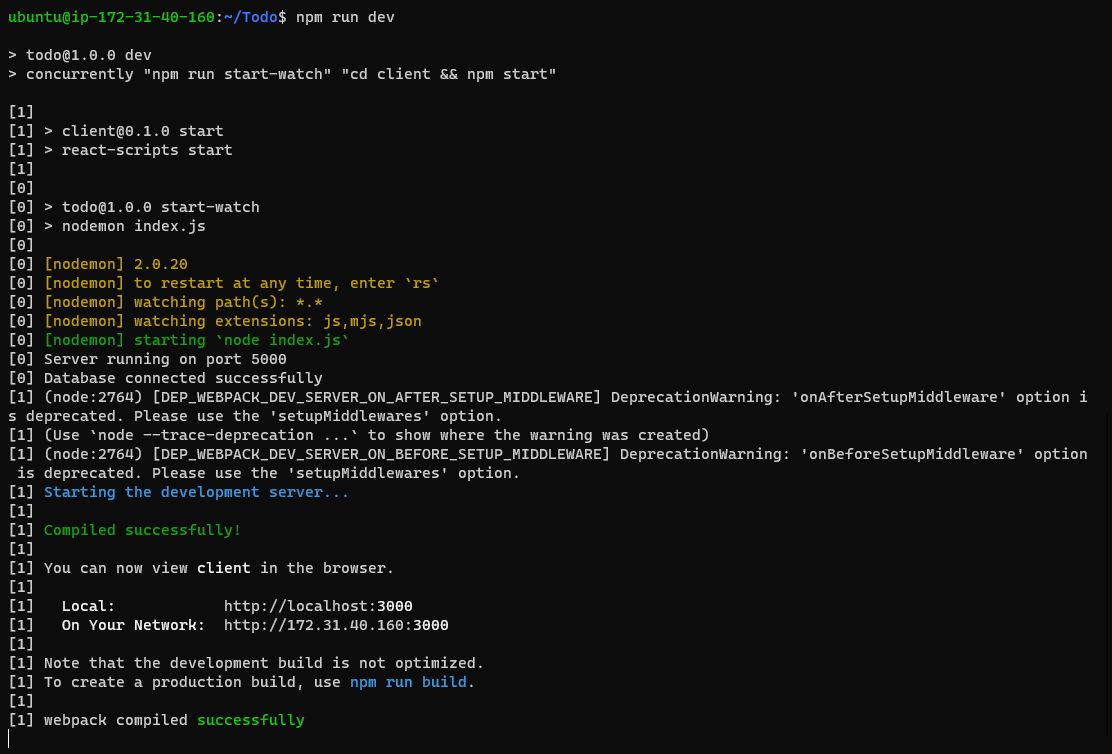 ubuntu@ip-172-31-40-160:~/Todo$ npm run dev

> todo@1.0.0 dev
> concurrently "npm run start-watch" "cd client && npm start"

[1]
[1] > client@0.1.0 start
[1] > react-scripts start
[1]
[0]
[0] > todo@1.0.0 start-watch
[0] > nodemon index.js
[0]
[0] [nodemon] 2.0.20
[0] [nodemon] to restart at any time, enter `rs`
[0] [nodemon] watching path(s): *.*
[0] [nodemon] watching extensions: js,mjs,json
[0] [nodemon] starting `node index.js`
[0] Server running on port 5000
[0] Database connected successfully
[1] (node:2764) [DEP_WEBPACK_DEV_SERVER_ON_AFTER_SETUP_MIDDLEWARE] DeprecationWarning: 'onAfterSetupMiddleware' option i
s deprecated. Please use the 'setupMiddlewares' option.
[1] (Use `node --trace-deprecation ...` to show where the warning was created)
[1] (node:2764) [DEP_WEBPACK_DEV_SERVER_ON_BEFORE_SETUP_MIDDLEWARE] DeprecationWarning: 'onBeforeSetupMiddleware' option
 is deprecated. Please use the 'setupMiddlewares' option.
[1] Starting the development server...
[1]
[1] Compiled successfully!
[1]
[1] You can now view client in the browser.
[1]
[1]   Local:            http://localhost:3000
[1]   On Your Network:  http://172.31.40.160:3000
[1]
[1] Note that the development build is not optimized.
[1] To create a production build, use npm run build.
[1]
[1] webpack compiled successfully